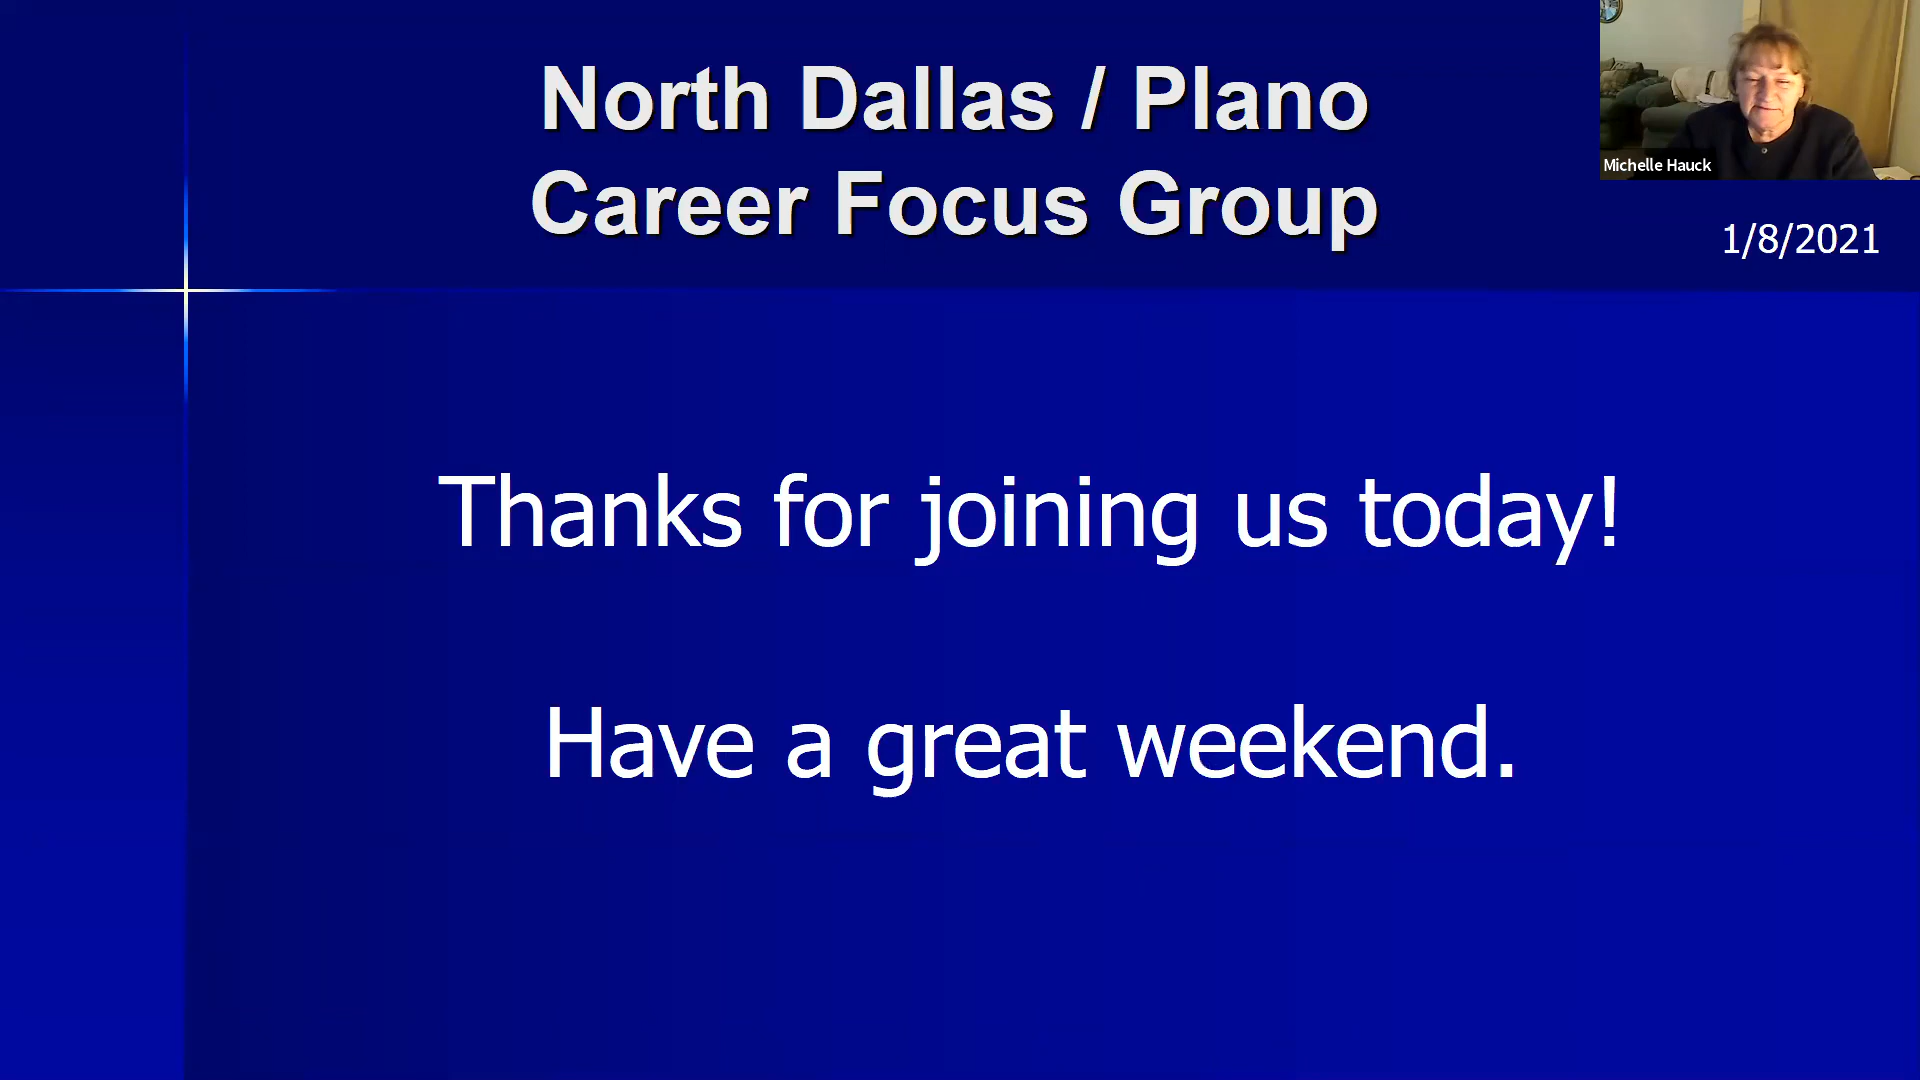 North Dallas / Plano
Career Focus Group
Michelle Hauck
1/8/2021
Thanks for joining us today!
Have a great weekend.